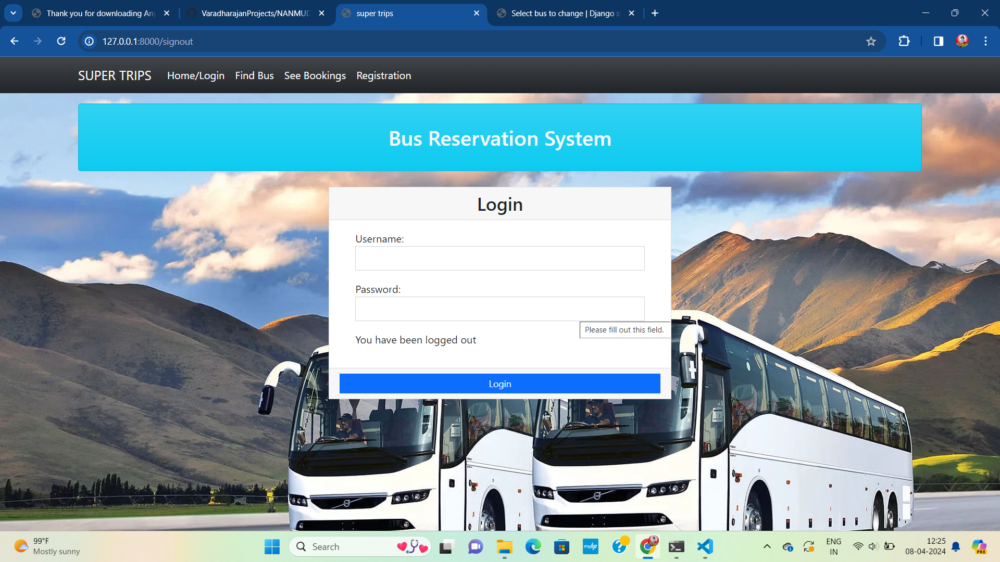 Thank you for downloading Any
VaradharajanProjects/NANMUD
super trips
Select bus to change | Django s
127.0.0.1:8000/signout
SUPER TRIPS Home/Login Find Bus See Bookings Registration
Bus Reservation System
Login
Username:
Password:
Please fill out this field.
You have been logged out
Login
99°F
Mostly sunny
Search
myhp
ENG
IN
12:25
08-04-2024
PRE